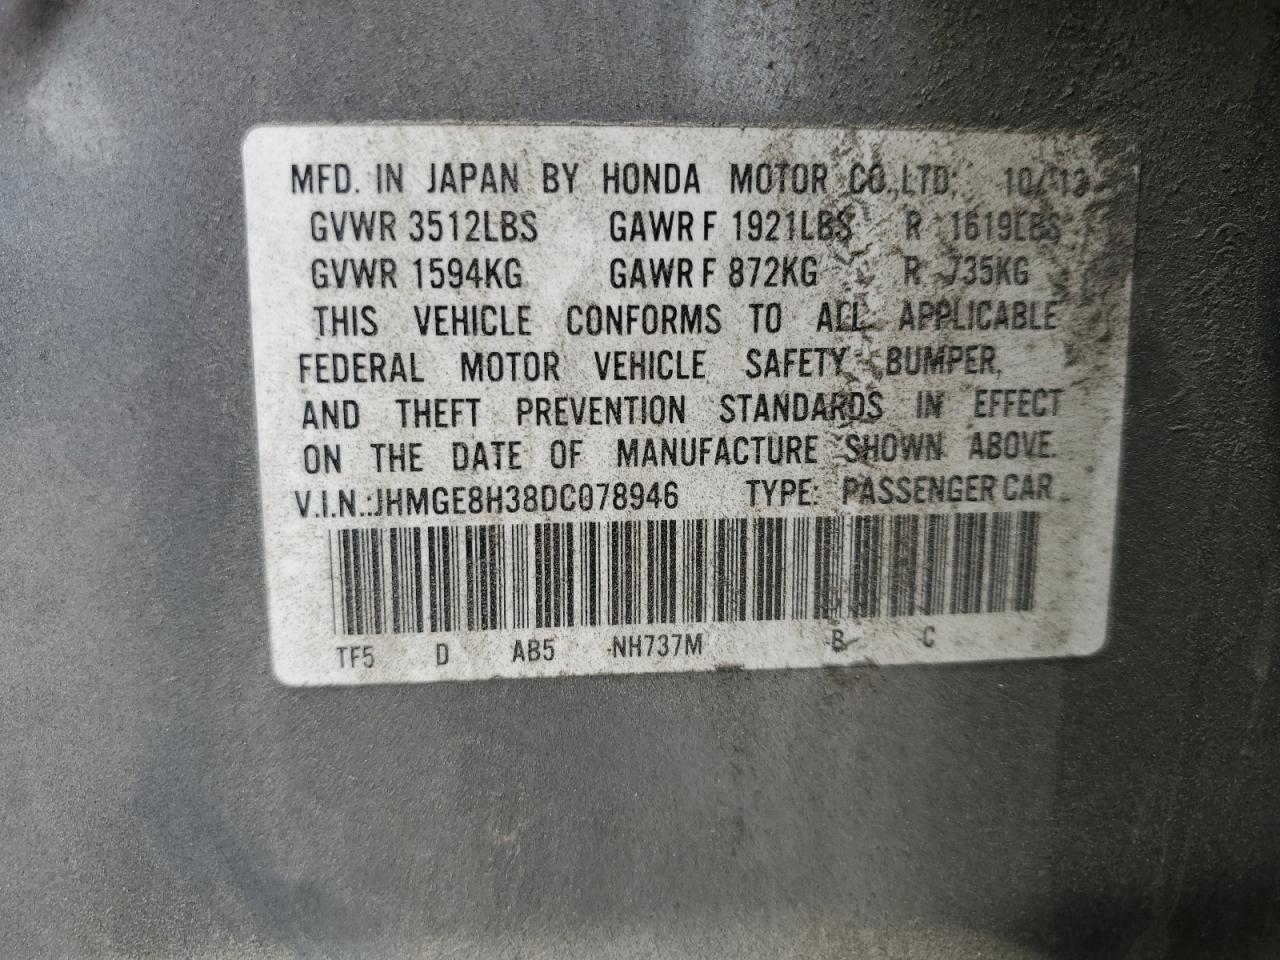 MFD. IN JAPAN BY HONDA MOTOR CO.,LTD. 10/13
GVWR 3512LBS GAWR F 1921LBS R 1619LBS
GVWR 1594KG GAWR F 872KG R 735KG
THIS VEHICLE CONFORMS TO ALL APPLICABLE
FEDERAL MOTOR VEHICLE SAFETY, BUMPER,
AND THEFT PREVENTION STANDARDS IN EFFECT
ON THE DATE OF MANUFACTURE SHOWN ABOVE.
V.I.N.:JHMGE8H38DC078946 TYPE: PASSENGER CAR
TF5 D AB5 NH737M B C